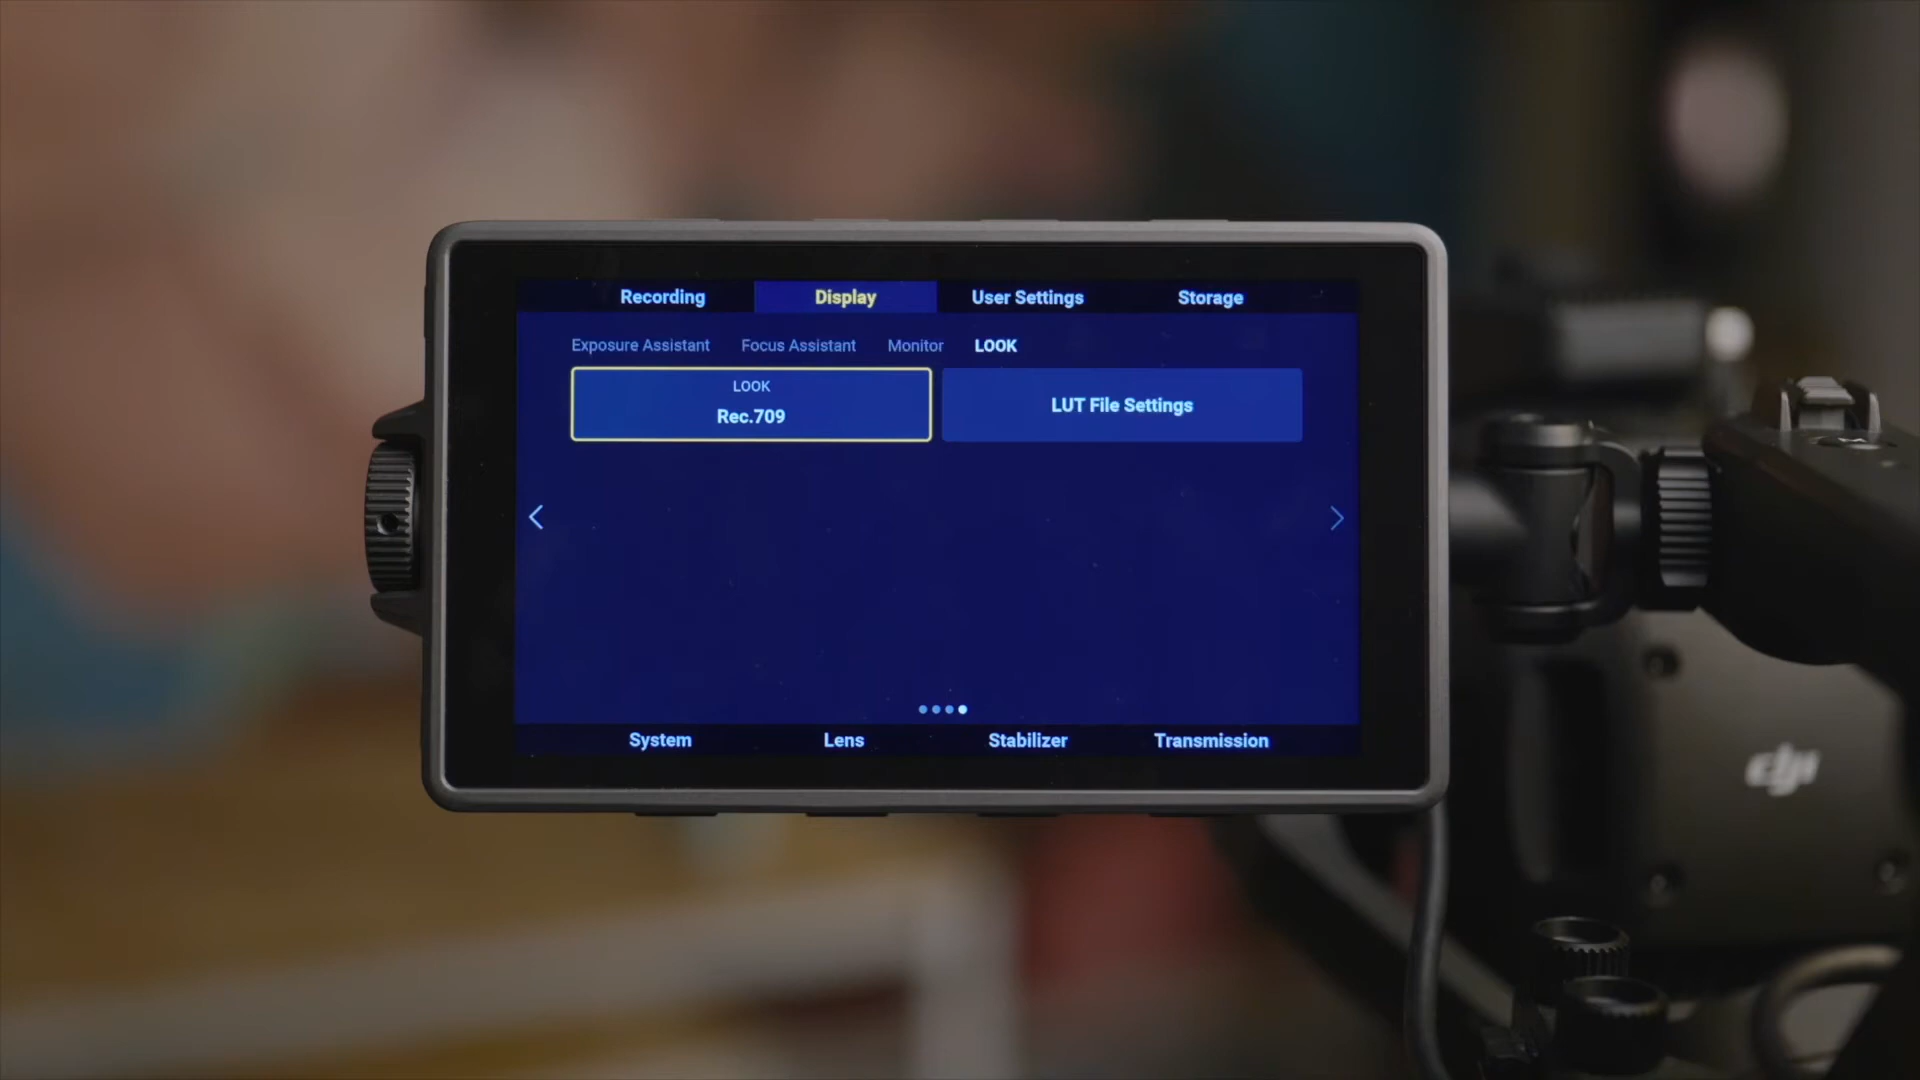 Recording Display User Settings Storage
Exposure Assistant Focus Assistant Monitor LOOK
LOOK
Rec.709
LUT File Settings
System Lens Stabilizer Transmission
dji